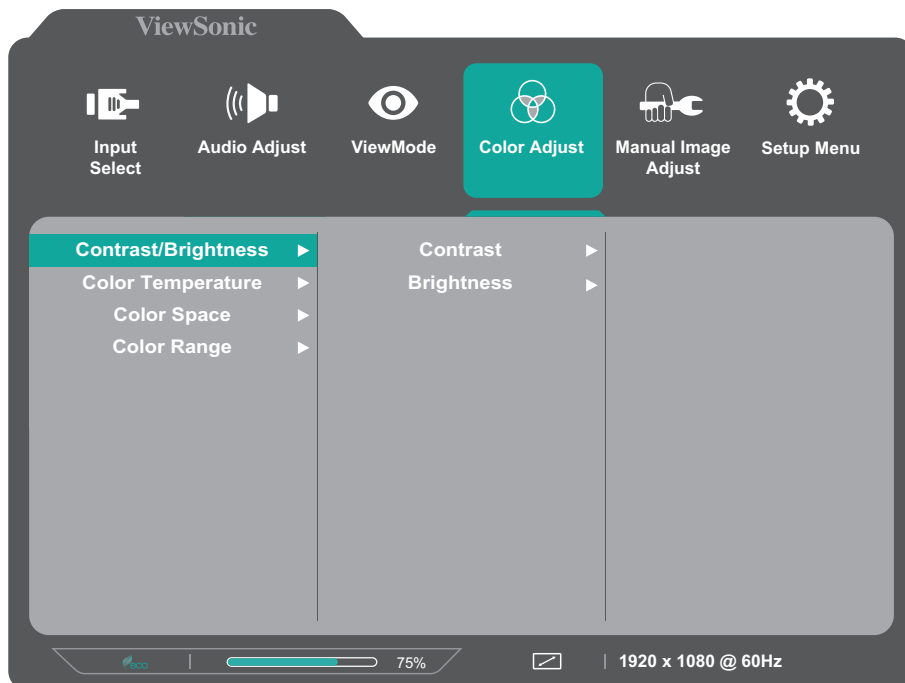 ViewSonic
Input
Select
Audio Adjust
ViewMode
Color Adjust
Manual Image
Adjust
Setup Menu
Contrast/Brightness
Color Temperature
Color Space
Color Range
Contrast
Brightness
eco
75%
1920 x 1080 @ 60Hz